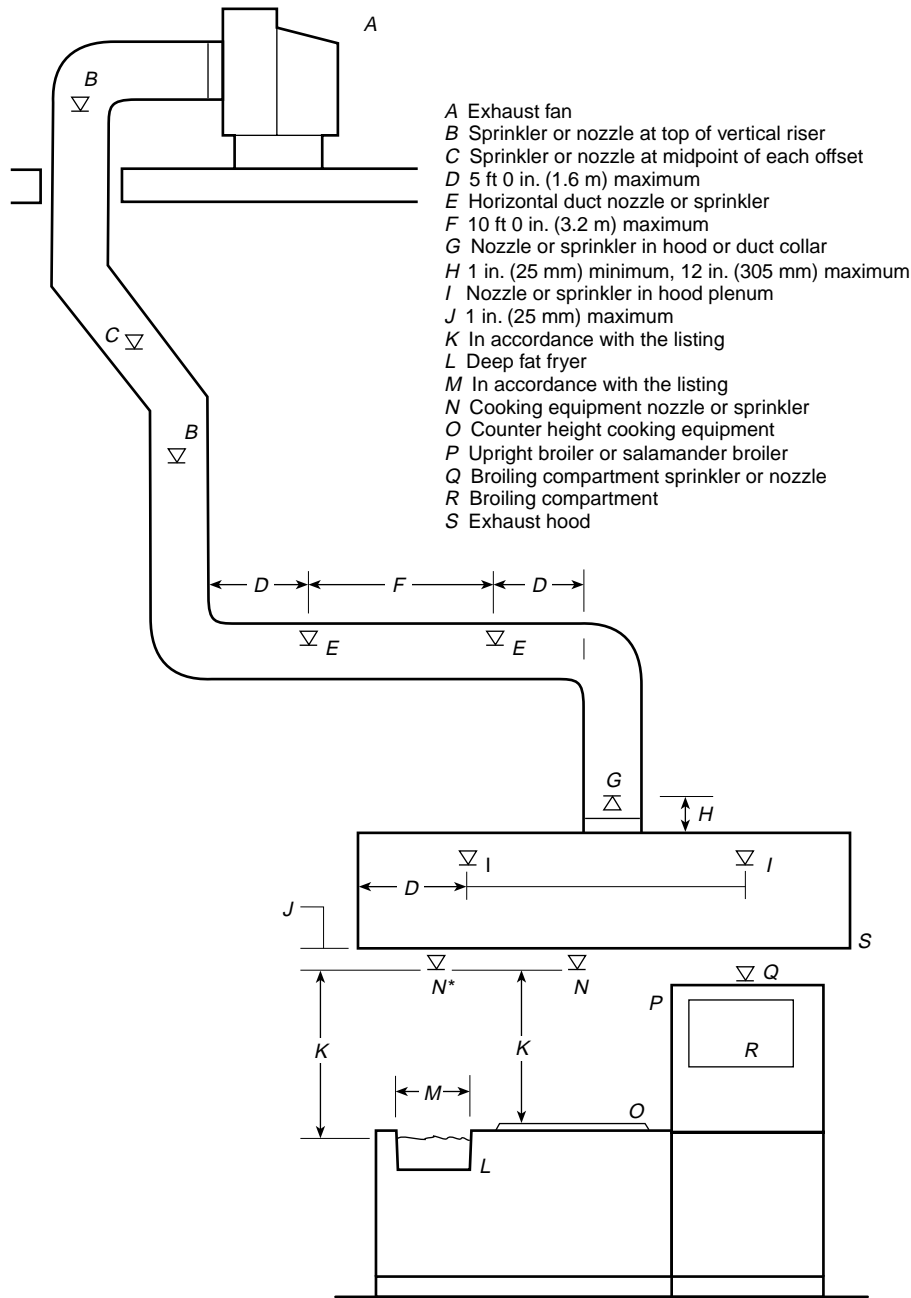 A
B
A Exhaust fan
B Sprinkler or nozzle at top of vertical riser
C Sprinkler or nozzle at midpoint of each offset
D 5 ft 0 in. (1.6 m) maximum
E Horizontal duct nozzle or sprinkler
F 10 ft 0 in. (3.2 m) maximum
G Nozzle or sprinkler in hood or duct collar
H 1 in. (25 mm) minimum, 12 in. (305 mm) maximum
I Nozzle or sprinkler in hood plenum
J 1 in. (25 mm) maximum
K In accordance with the listing
L Deep fat fryer
M In accordance with the listing
N Cooking equipment nozzle or sprinkler
O Counter height cooking equipment
P Upright broiler or salamander broiler
Q Broiling compartment sprinkler or nozzle
R Broiling compartment
S Exhaust hood
C
B
D F D
E E
G
H
I I
D
J
S
N* N Q
P
K K R
M
O
L